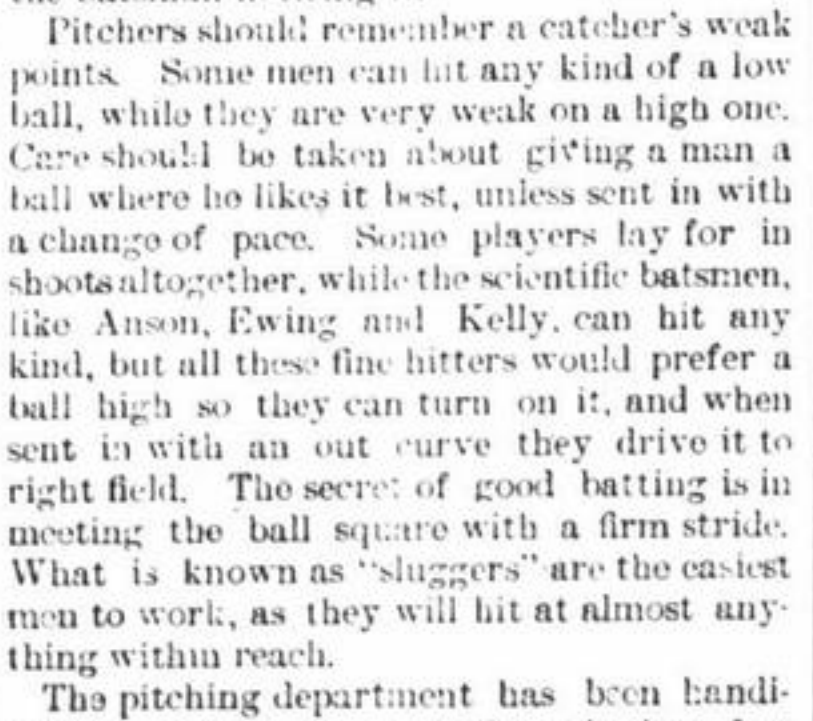 Pitchers should remember a catcher's weak
points. Some men can hit any kind of a low
ball, while they are very weak on a high one.
Care should be taken about giving a man a
ball where he likes it best, unless sent in with
a change of pace. Some players lay for in
shoots altogether, while the scientific batsmen,
like Anson, Ewing and Kelly, can hit any
kind, but all these fine hitters would prefer a
ball high so they can turn on it, and when
sent in with an out curve they drive it to
right field. The secret of good batting is in
meeting the ball square with a firm stride.
What is known as "sluggers" are the easiest
men to work, as they will hit at almost any-
thing within reach.
The pitching department has been handi-